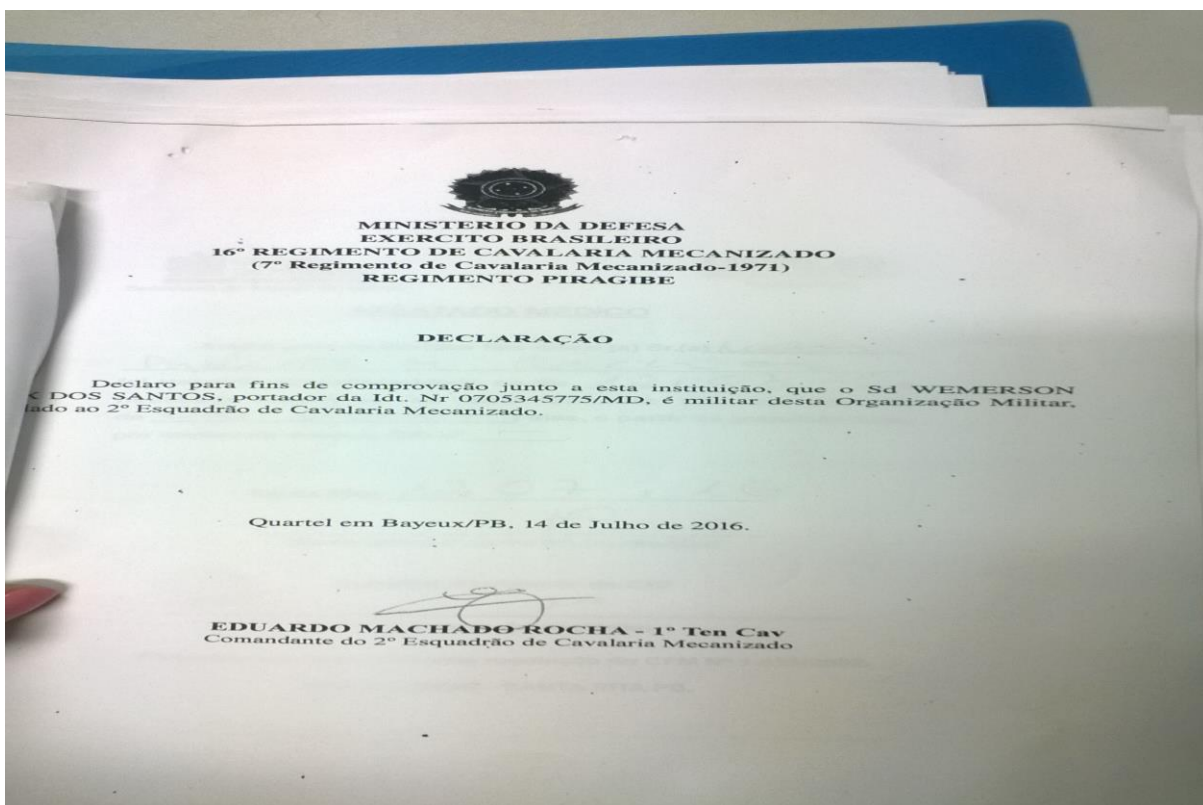 MINISTERIO DA DEFESA
EXERCITO BRASILEIRO
16º REGIMENTO DE CAVALARIA MECANIZADO
(7º Regimento de Cavalaria Mecanizado-1971)
REGIMENTO PIRAGIBE
DECLARAÇÃO
Declaro para fins de comprovação junto a esta instituição, que o Sd WEMERSON
DOS SANTOS, portador da Idt. Nr 0705345775/MD, é militar desta Organização Militar,
ao 2º Esquadrão de Cavalaria Mecanizado.
Quartel em Bayeux/PB, 14 de Julho de 2016.
EDUARDO MACHADO ROCHA - 1º Ten Cav
Comandante do 2º Esquadrão de Cavalaria Mecanizado